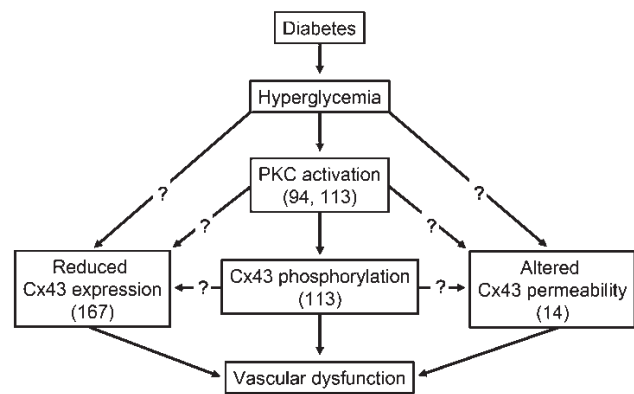 Diabetes
Hyperglycemia
?
?
PKC activation
(94, 113)
?
?
Reduced
Cx43 expression
(167)
?
Cx43 phosphorylation
(113)
?
Altered
Cx43 permeability
(14)
Vascular dysfunction